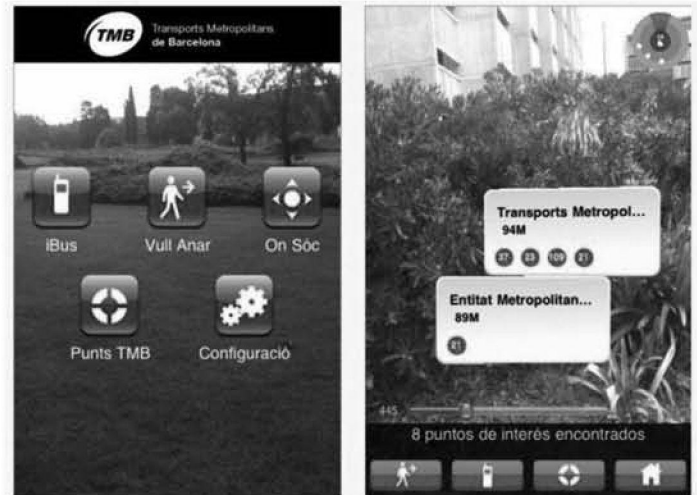 TMB
Transports Metropolitans
de Barcelona
iBus
Vull Anar
On Sóc
Punts TMB
Configuració
Transports Metropol...
94M
37 23 109 21
Entitat Metropolitan...
89M
21
445
8 puntos de interés encontrados